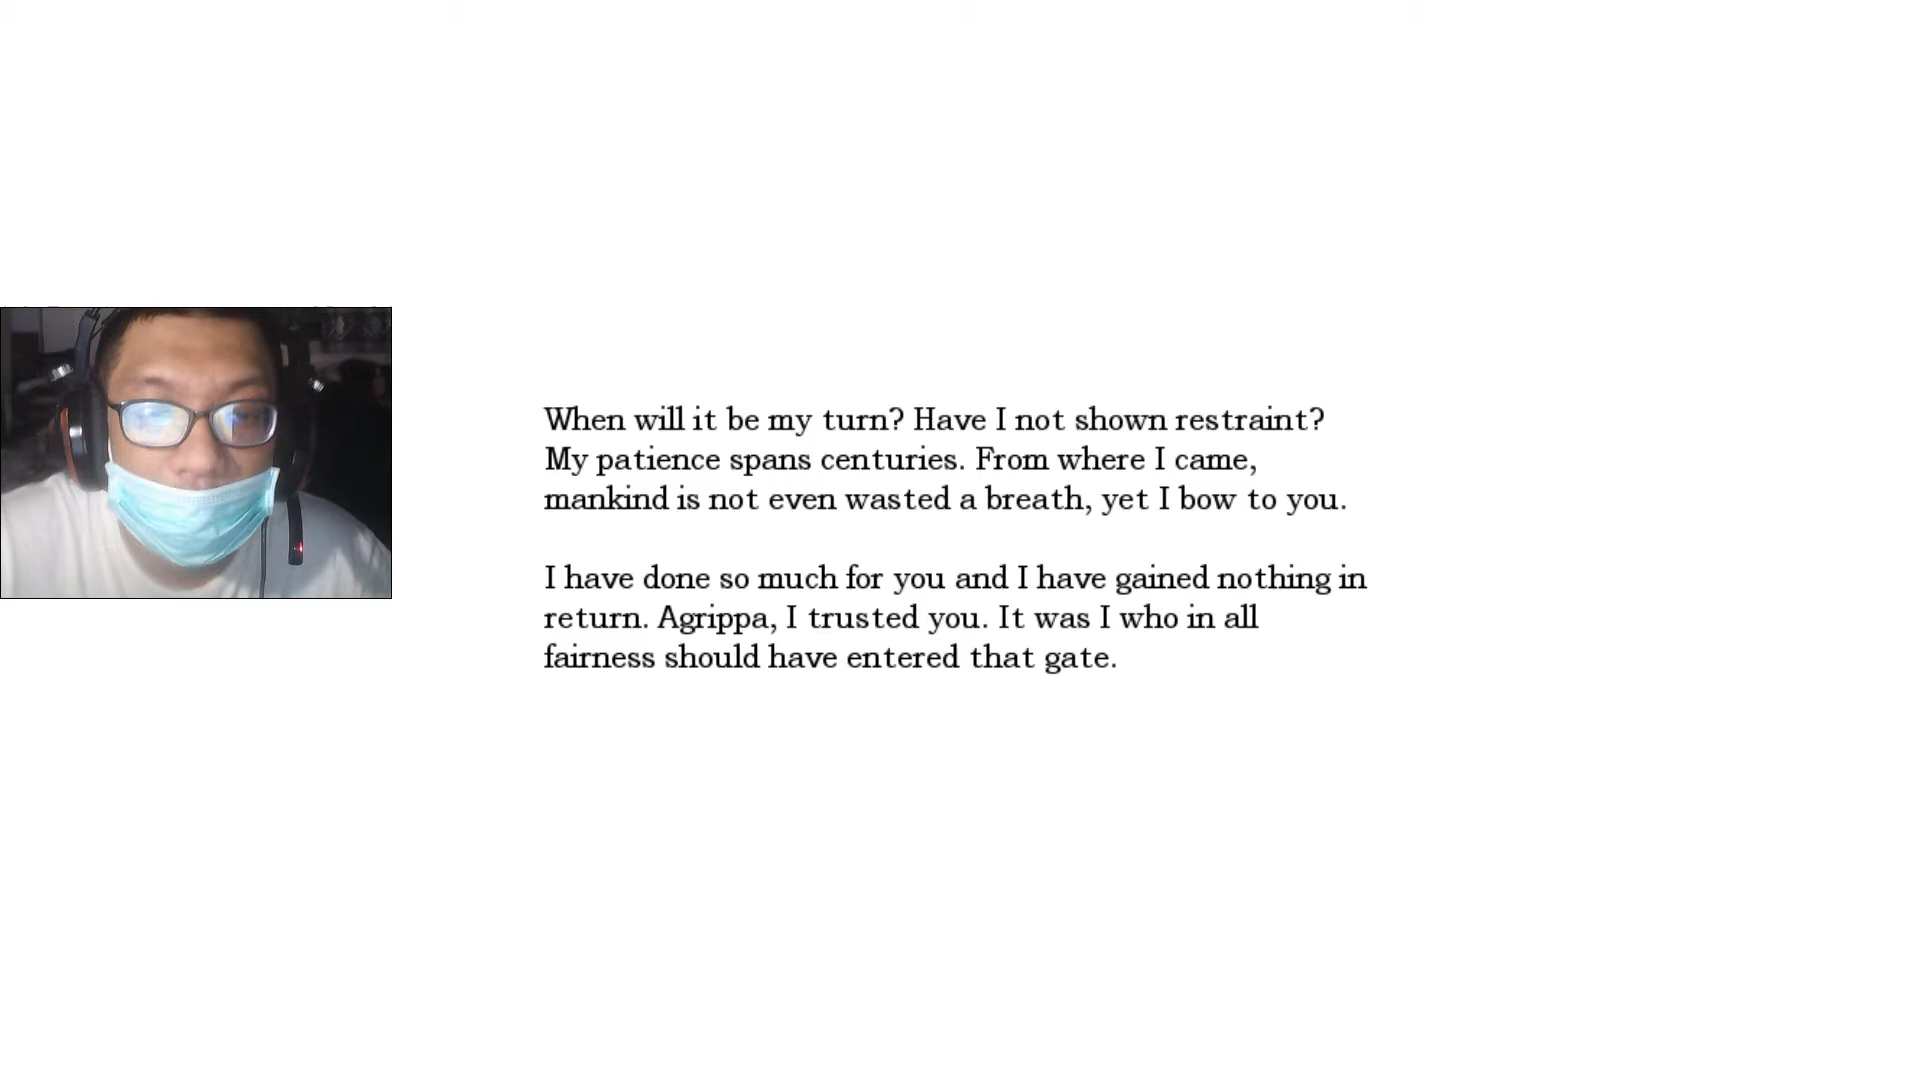 When will it be my turn? Have I not shown restraint?
My patience spans centuries. From where I came,
mankind is not even wasted a breath, yet I bow to you.
I have done so much for you and I have gained nothing in
return. Agrippa, I trusted you. It was I who in all
fairness should have entered that gate.